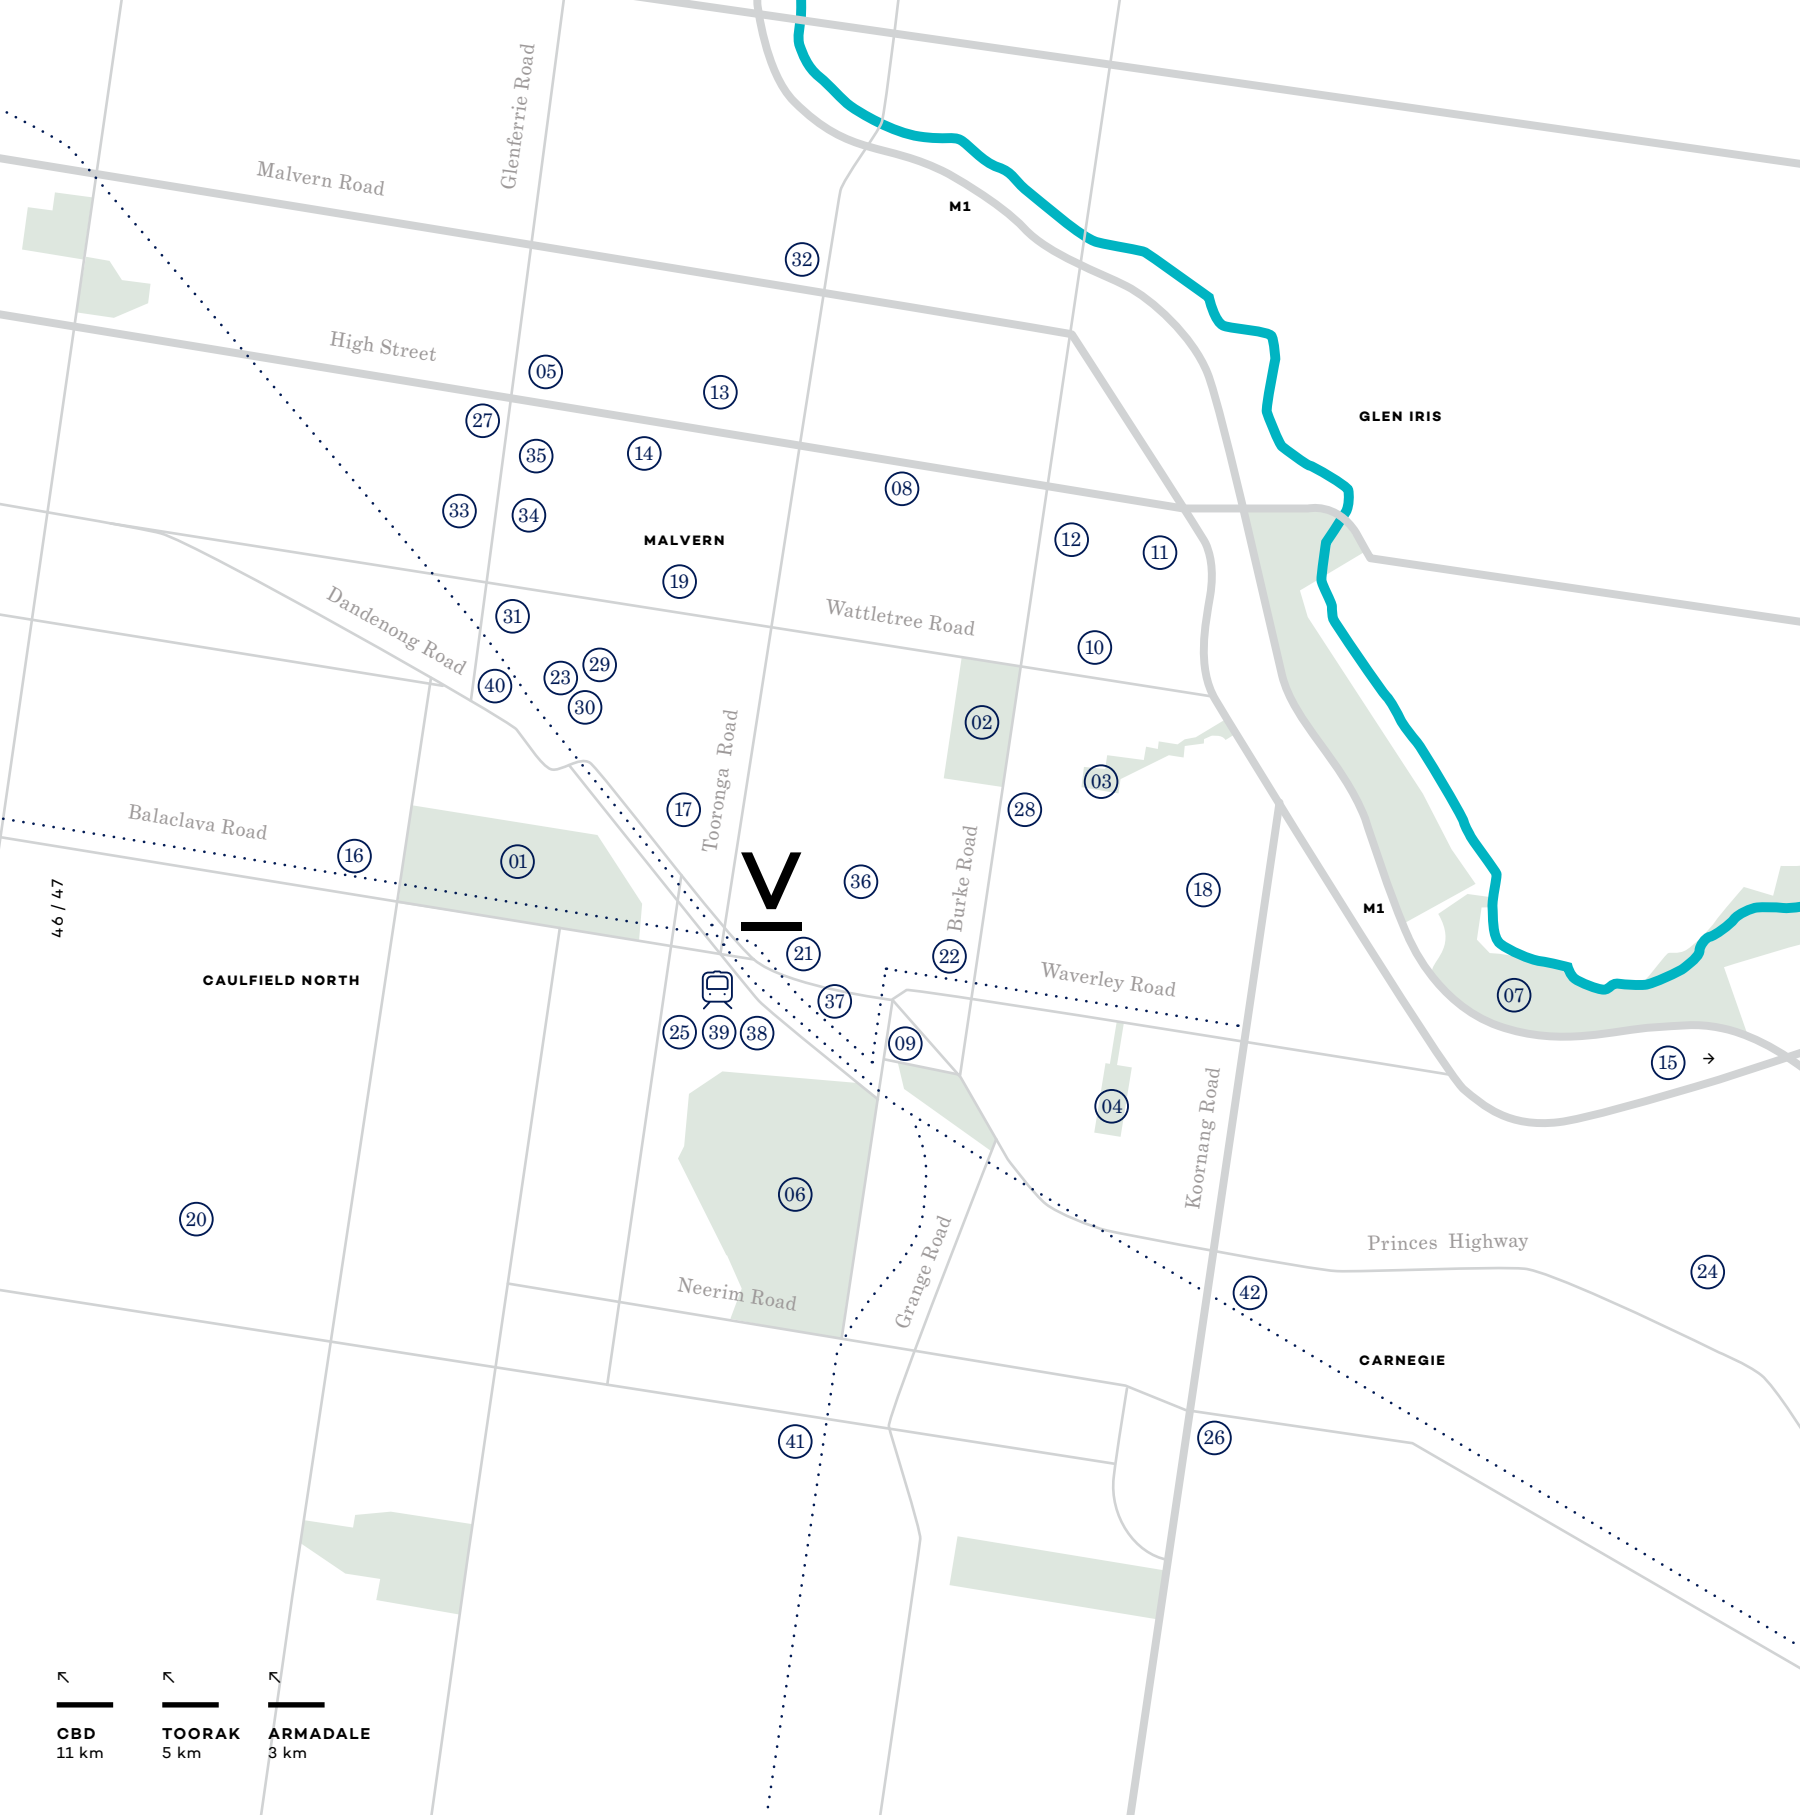 Glenferrie Road
Malvern Road
M1
32
High Street
05
13
GLEN IRIS
27
35
14
08
33
34
MALVERN
12
11
19
Dandenong Road
31
Wattletree Road
10
29
23
40
30
02
Tooronga Road
03
17
28
Balaclava Road
16
01
V
36
Burke Road
18
46 / 47
M1
21
22
CAULFIELD NORTH
Waverley Road
37
07
25
39
38
09
15 →
04
Koornang Road
06
20
Grange Road
Princes Highway
24
Neerim Road
42
CARNEGIE
41
26
↖ ↖ ↖
CBD
11 km
TOORAK
5 km
ARMADALE
3 km